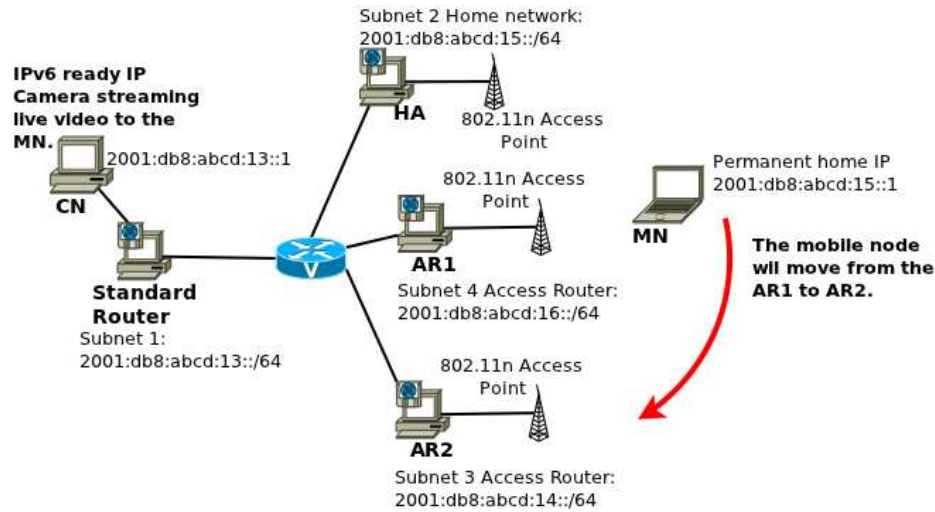 Subnet 2 Home network:
2001:db8:abcd:15::/64
IPv6 ready IP
Camera streaming
live video to the
MN.
2001:db8:abcd:13::1
CN
HA
802.11n Access
Point
802.11n Access
Point
Permanent home IP
2001:db8:abcd:15::1
MN
V
AR1
The mobile node
wil move from the
AR1 to AR2.
Standard
Router
Subnet 1:
2001:db8:abcd:13::/64
Subnet 4 Access Router:
2001:db8:abcd:16::/64
802.11n Access
Point
AR2
Subnet 3 Access Router:
2001:db8:abcd:14::/64